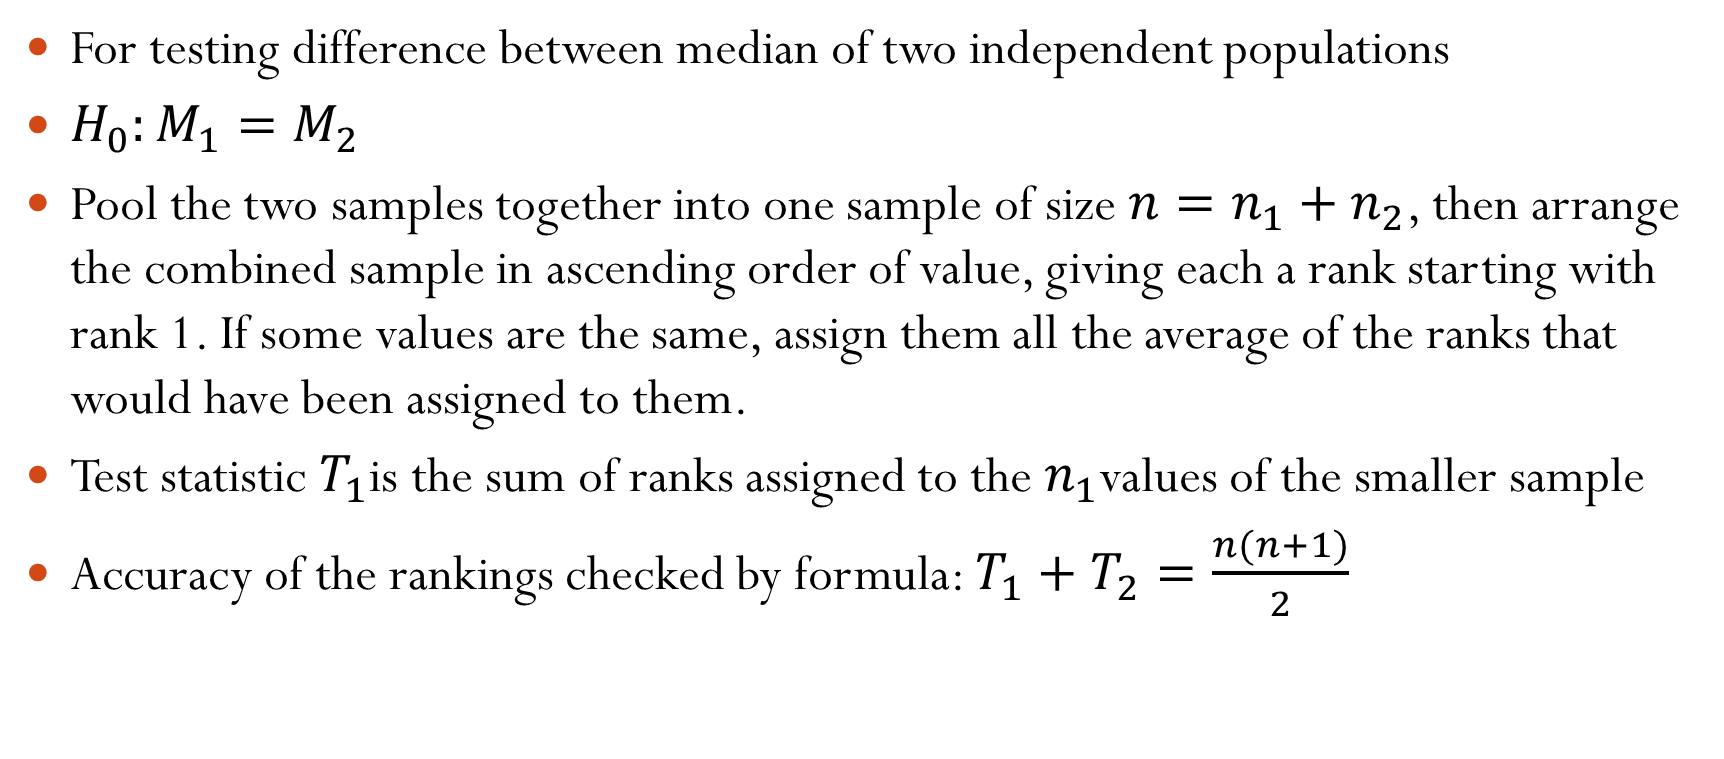 • For testing difference between median of two independent populations
• H₀: M₁ = M₂
• Pool the two samples together into one sample of size n = n₁ + n₂, then arrange
the combined sample in ascending order of value, giving each a rank starting with
rank 1. If some values are the same, assign them all the average of the ranks that
would have been assigned to them.
• Test statistic T₁ is the sum of ranks assigned to the n₁ values of the smaller sample
• Accuracy of the rankings checked by formula: T₁ + T₂ = n(n+1)/2